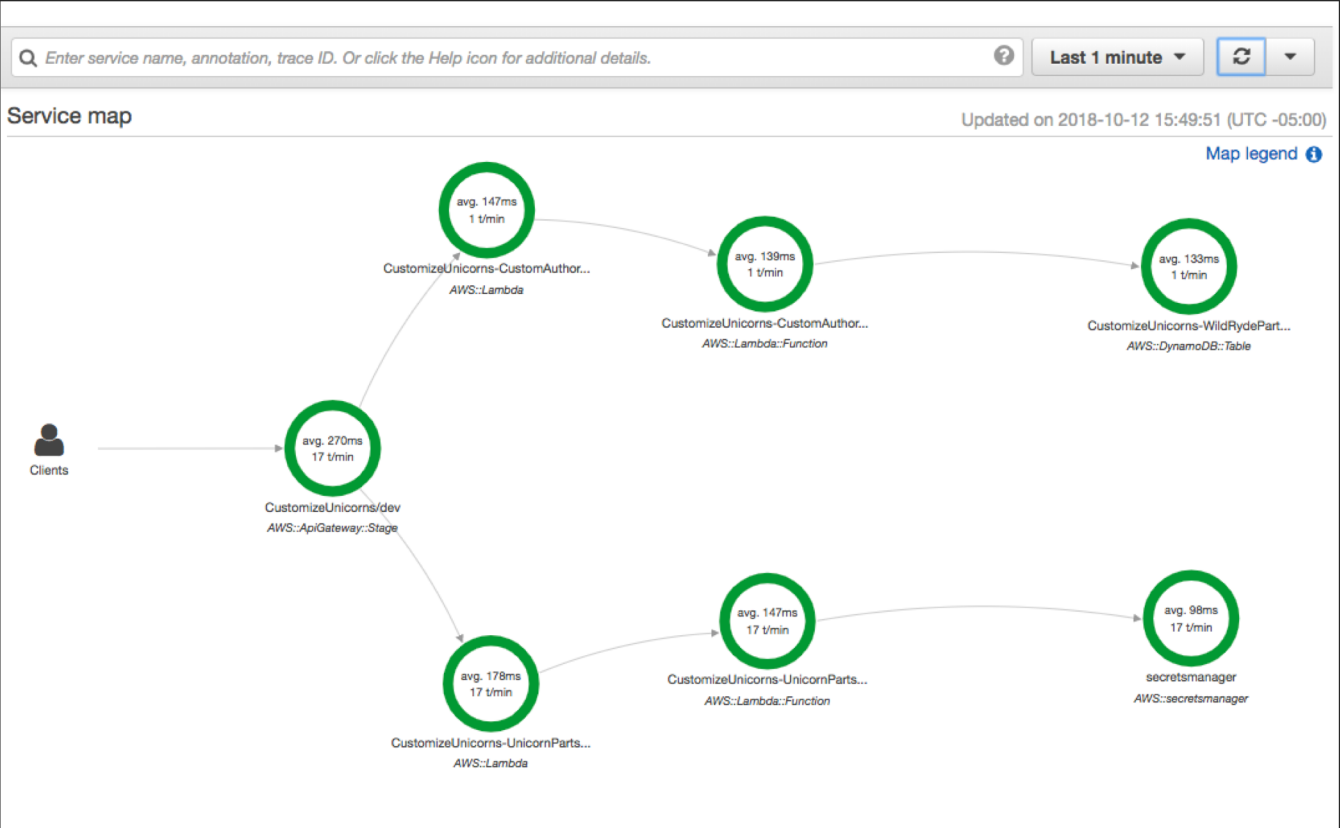 Enter service name, annotation, trace ID. Or click the Help icon for additional details.
?
Last 1 minute
Service map
Updated on 2018-10-12 15:49:51 (UTC -05:00)
Map legend i
avg. 147ms
1 t/min
CustomizeUnicorns-CustomAuthor...
AWS::Lambda
avg. 139ms
1 t/min
CustomizeUnicorns-CustomAuthor...
AWS::Lambda::Function
avg. 133ms
1 t/min
CustomizeUnicorns-WildRydePart...
AWS::DynamoDB::Table
Clients
avg. 270ms
17 t/min
CustomizeUnicorns/dev
AWS::ApiGateway::Stage
avg. 178ms
17 t/min
CustomizeUnicorns-UnicornParts...
AWS::Lambda
avg. 147ms
17 t/min
CustomizeUnicorns-UnicornParts...
AWS::Lambda::Function
avg. 98ms
17 t/min
secretsmanager
AWS::secretsmanager